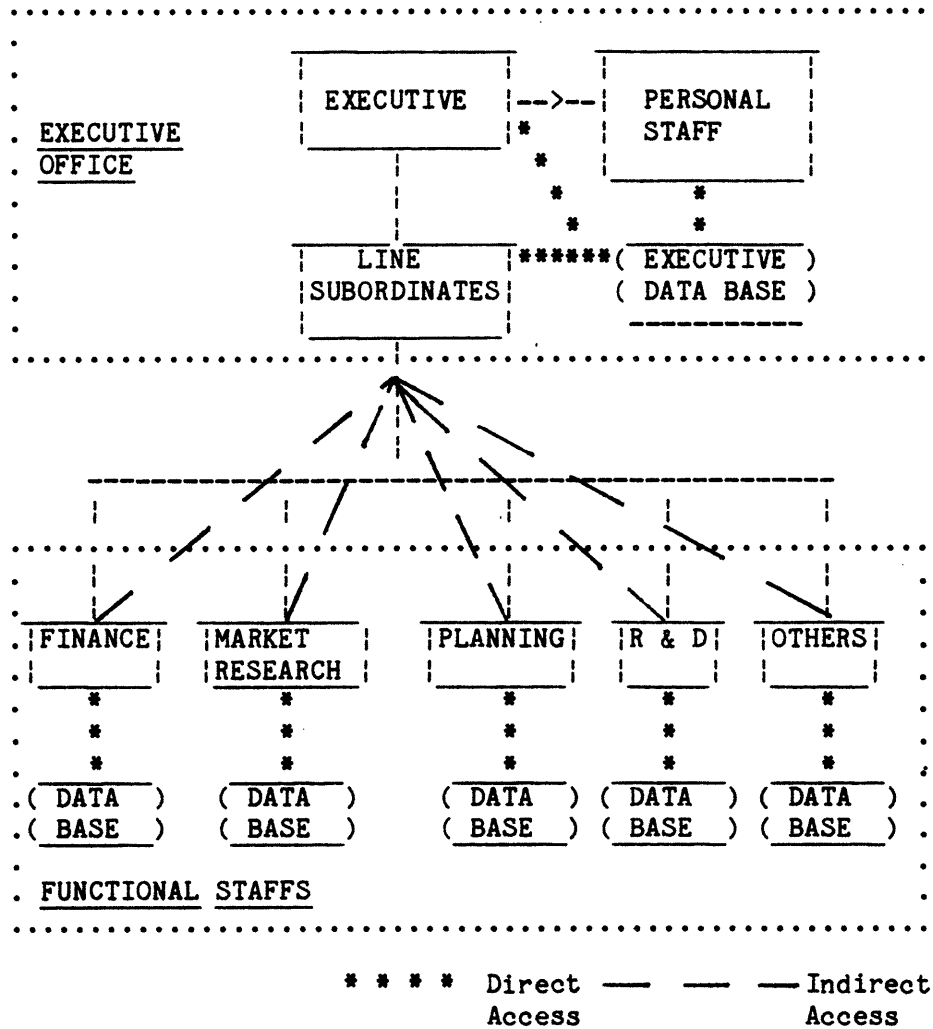 EXECUTIVE PERSONAL
STAFF
EXECUTIVE
OFFICE
LINE
SUBORDINATES
( EXECUTIVE )
( DATA BASE )
FINANCE
MARKET
RESEARCH
PLANNING
R & D
OTHERS
( DATA ) ( DATA ) ( DATA ) ( DATA ) ( DATA )
( BASE ) ( BASE ) ( BASE ) ( BASE ) ( BASE )
FUNCTIONAL STAFFS
* * * * Direct — — — Indirect
Access Access